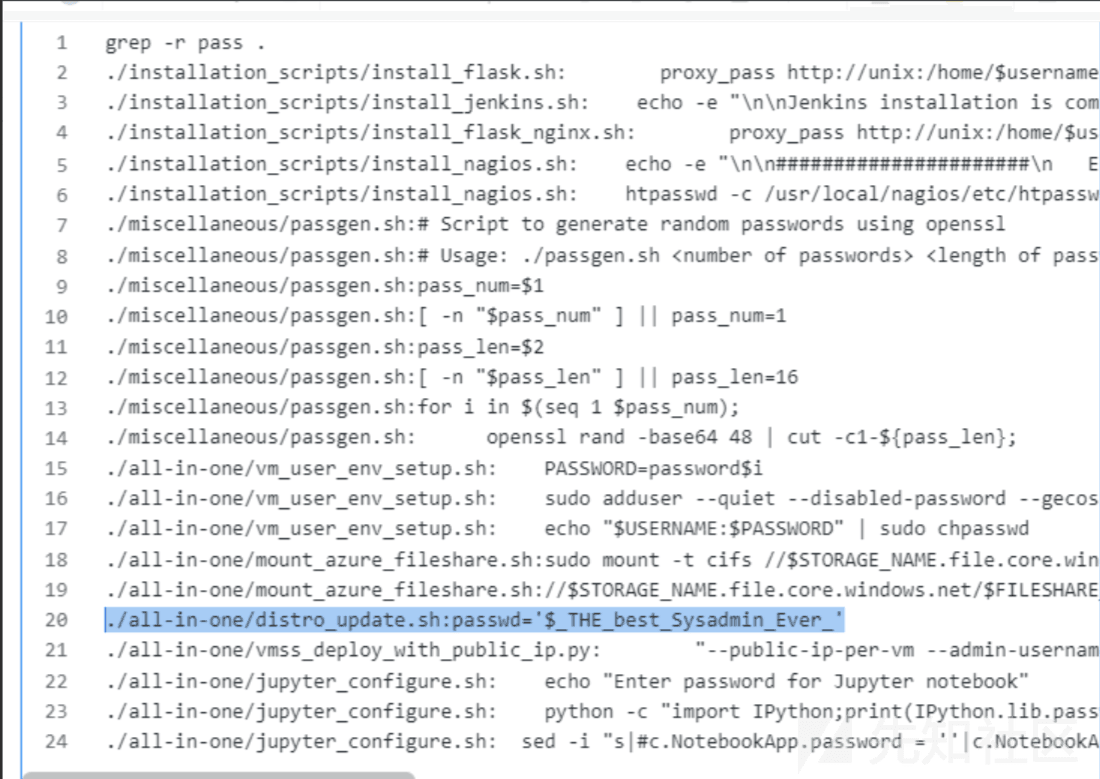 1 grep -r pass .
2 ./installation_scripts/install_flask.sh: proxy_pass http://unix:/home/$username
3 ./installation_scripts/install_jenkins.sh: echo -e "\n\nJenkins installation is com
4 ./installation_scripts/install_flask_nginx.sh: proxy_pass http://unix:/home/$us
5 ./installation_scripts/install_nagios.sh: echo -e "\n\n######################\n E
6 ./installation_scripts/install_nagios.sh: htpasswd -c /usr/local/nagios/etc/htpassw
7 ./miscellaneous/passgen.sh:# Script to generate random passwords using openssl
8 ./miscellaneous/passgen.sh:# Usage: ./passgen.sh <number of passwords> <length of pass
9 ./miscellaneous/passgen.sh:pass_num=$1
10 ./miscellaneous/passgen.sh:[ -n "$pass_num" ] || pass_num=1
11 ./miscellaneous/passgen.sh:pass_len=$2
12 ./miscellaneous/passgen.sh:[ -n "$pass_len" ] || pass_len=16
13 ./miscellaneous/passgen.sh:for i in $(seq 1 $pass_num);
14 ./miscellaneous/passgen.sh: openssl rand -base64 48 | cut -c1-${pass_len};
15 ./all-in-one/vm_user_env_setup.sh: PASSWORD=password$i
16 ./all-in-one/vm_user_env_setup.sh: sudo adduser --quiet --disabled-password --gecos
17 ./all-in-one/vm_user_env_setup.sh: echo "$USERNAME:$PASSWORD" | sudo chpasswd
18 ./all-in-one/mount_azure_fileshare.sh:sudo mount -t cifs //$STORAGE_NAME.file.core.win
19 ./all-in-one/mount_azure_fileshare.sh://$STORAGE_NAME.file.core.windows.net/$FILESHARE_
20 ./all-in-one/distro_update.sh:passwd='$_THE_best_Sysadmin_Ever_'
21 ./all-in-one/vmss_deploy_with_public_ip.py: "--public-ip-per-vm --admin-usernam
22 ./all-in-one/jupyter_configure.sh: echo "Enter password for Jupyter notebook"
23 ./all-in-one/jupyter_configure.sh: python -c "import IPython;print(IPython.lib.pass
24 ./all-in-one/jupyter_configure.sh: sed -i "s|#c.NotebookApp.password = ''|c.NotebookA
先知社区